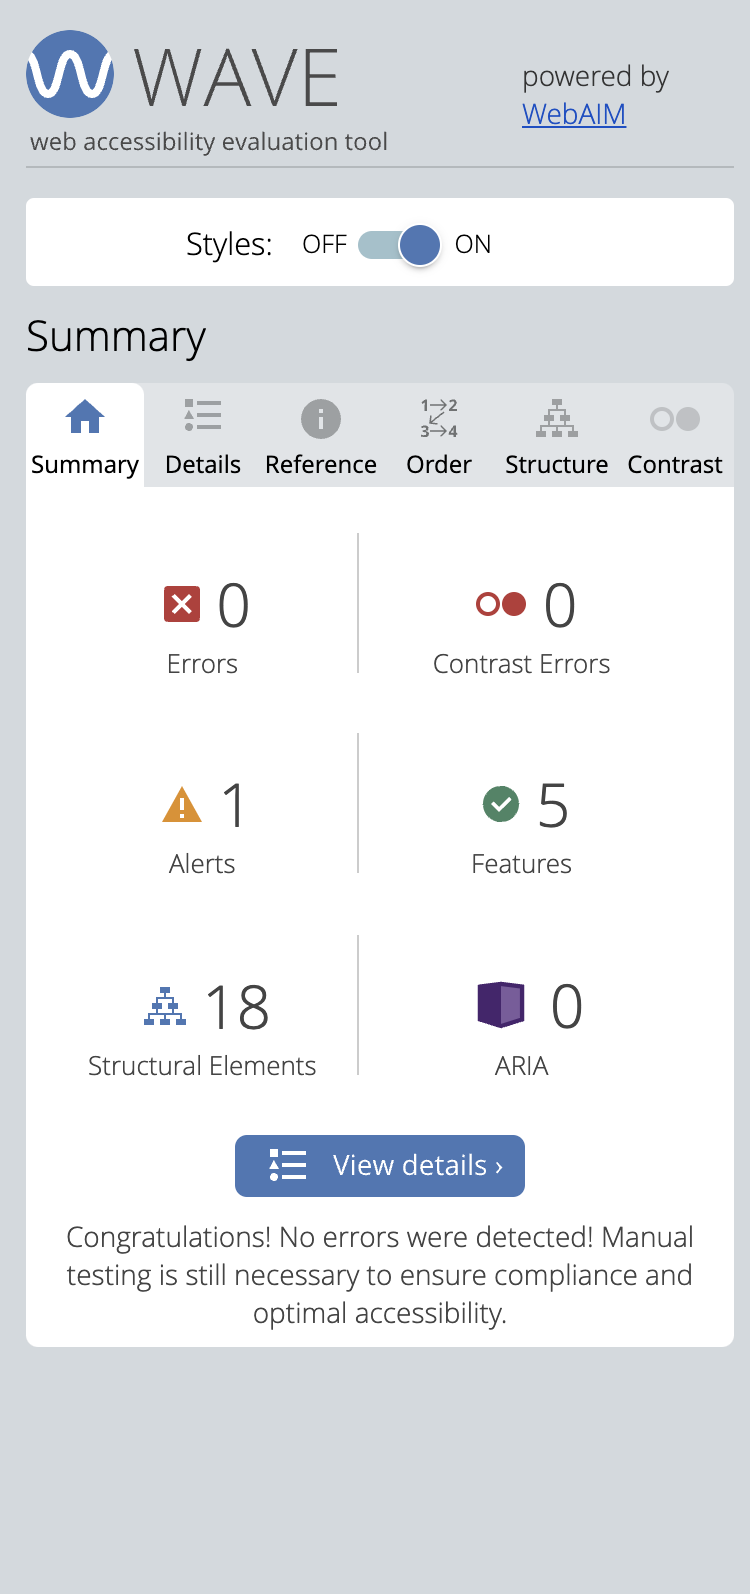 WAVE
web accessibility evaluation tool
powered by
WebAIM
Styles: OFF ON
Summary
1→2
3→4
Summary Details Reference Order Structure Contrast
0 0
Errors Contrast Errors
1 5
Alerts Features
18 0
Structural Elements ARIA
View details ›
Congratulations! No errors were detected! Manual
testing is still necessary to ensure compliance and
optimal accessibility.